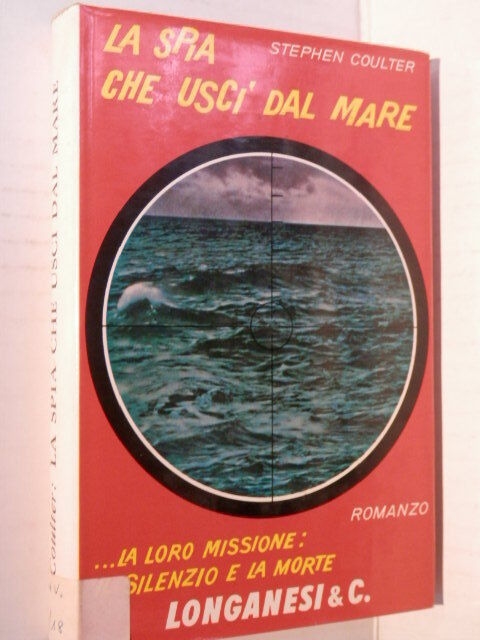 LA SPIA
STEPHEN COULTER
CHE USCI' DAL MARE
ROMANZO
...LA LORO MISSIONE:
SILENZIO E LA MORTE
LONGANESI & C.
Coulter: LA SPIA CHE USCI DAL MARE
18